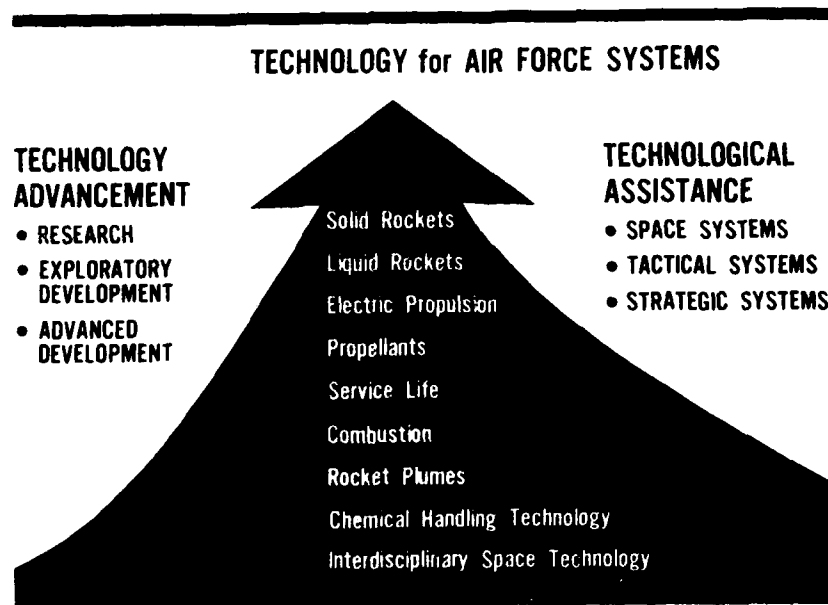 TECHNOLOGY for AIR FORCE SYSTEMS
TECHNOLOGY
ADVANCEMENT
• RESEARCH
• EXPLORATORY
DEVELOPMENT
• ADVANCED
DEVELOPMENT
Solid Rockets
Liquid Rockets
Electric Propulsion
Propellants
Service Life
Combustion
Rocket Plumes
Chemical Handling Technology
Interdisciplinary Space Technology
TECHNOLOGICAL
ASSISTANCE
• SPACE SYSTEMS
• TACTICAL SYSTEMS
• STRATEGIC SYSTEMS